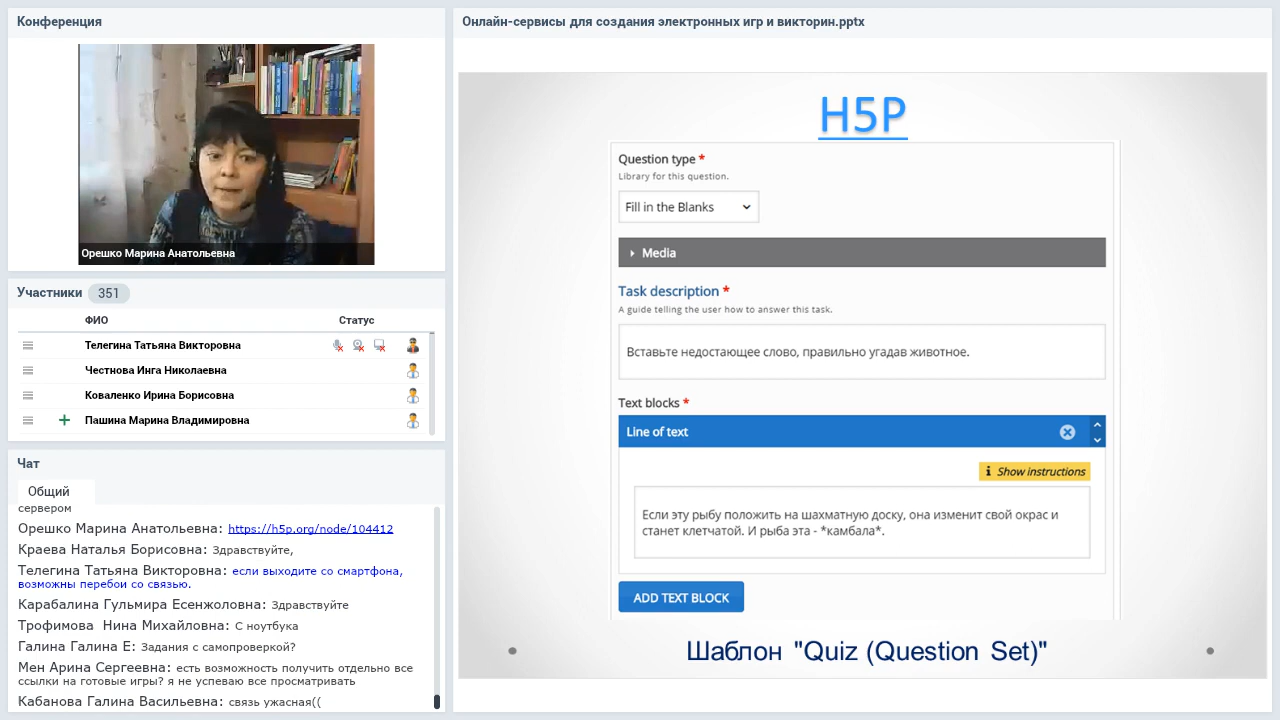 Конференция
Орешко Марина Анатольевна
Участники 351
ФИО Статус
Телегина Татьяна Викторовна
Честнова Инга Николаевна
Коваленко Ирина Борисовна
Пашина Марина Владимировна
Чат
Общий
сервером
Орешко Марина Анатольевна: https://h5p.org/node/104412
Краева Наталья Борисовна: Здравствуйте,
Телегина Татьяна Викторовна: если выходите со смартфона,
возможны перебои со связью.
Карабалина Гульмира Есенжоловна: Здравствуйте
Трофимова Нина Михайловна: С ноутбука
Галина Галина Е: Задания с самопроверкой?
Мен Арина Сергеевна: есть возможность получить отдельно все
ссылки на готовые игры? я не успеваю все просматривать
Кабанова Галина Васильевна: связь ужасная((
Онлайн-сервисы для создания электронных игр и викторин.pptx
H5P
Question type *
Library for this question.
Fill in the Blanks
Media
Task description *
A guide telling the user how to answer this task.
Вставьте недостающее слово, правильно угадав животное.
Text blocks *
Line of text
Show instructions
Если эту рыбу положить на шахматную доску, она изменит свой окрас и
станет клетчатой. И рыба эта - *камбала*.
ADD TEXT BLOCK
Шаблон "Quiz (Question Set)"